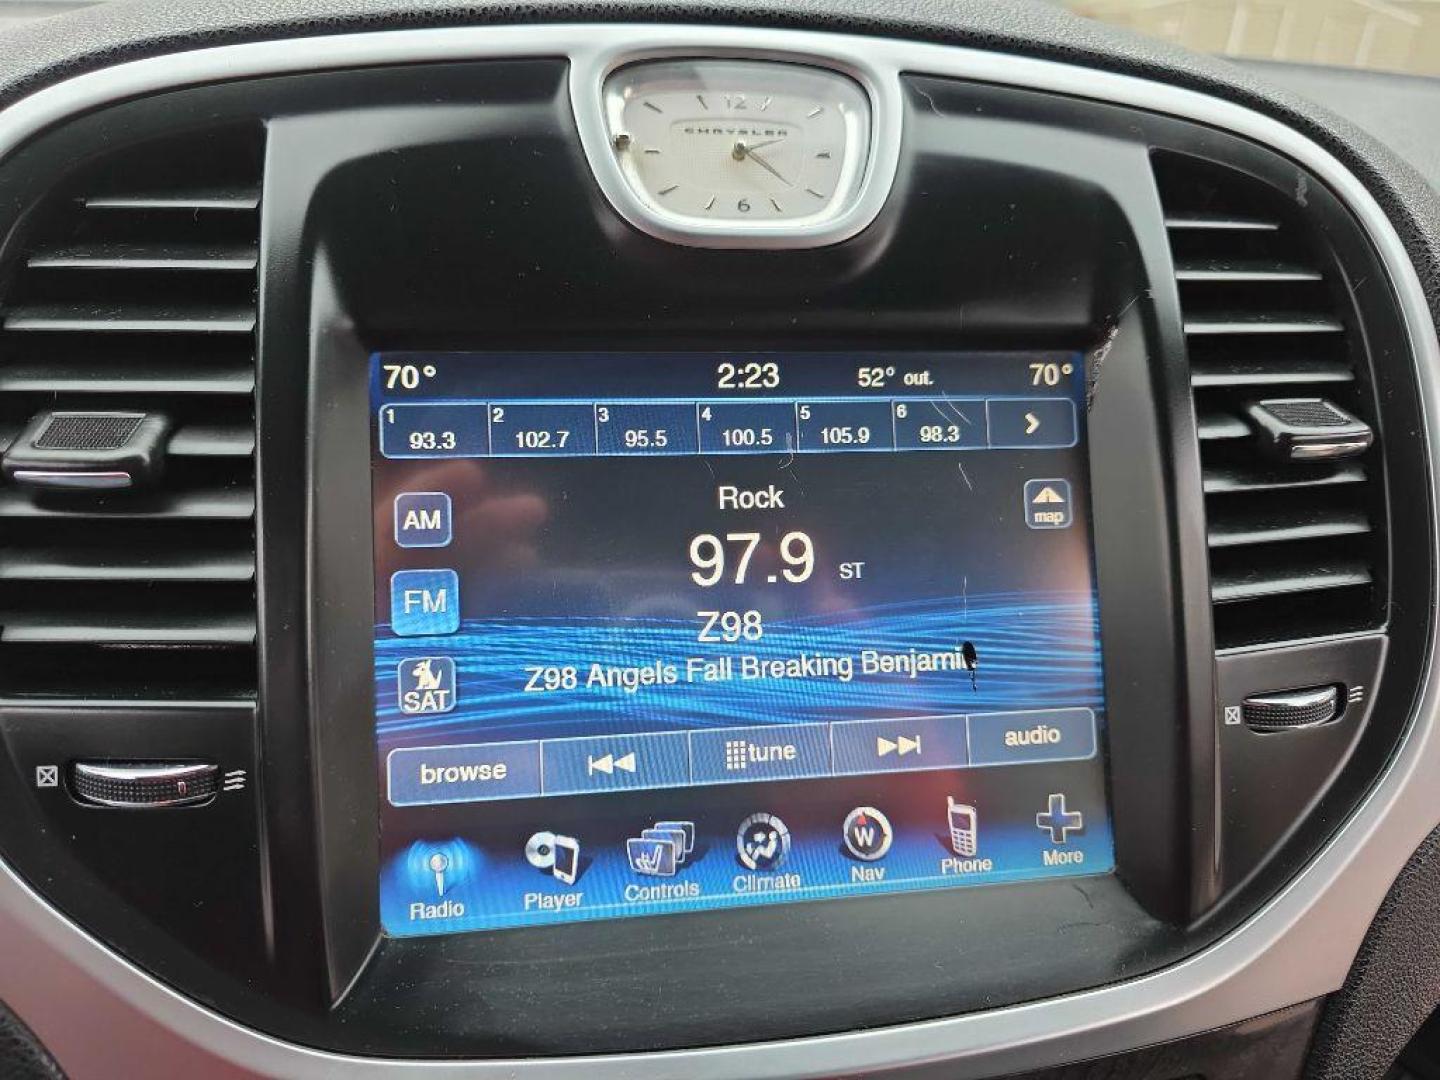 12
CHRYSLER
6
70° 2:23 52° out. 70°
1 93.3 2 102.7 3 95.5 4 100.5 5 105.9 6 98.3 >
Rock
map
AM
97.9 ST
FM
Z98
Z98 Angels Fall Breaking Benjamin
SAT
browse tune audio
W
Radio Player Controls Climate Nav Phone More